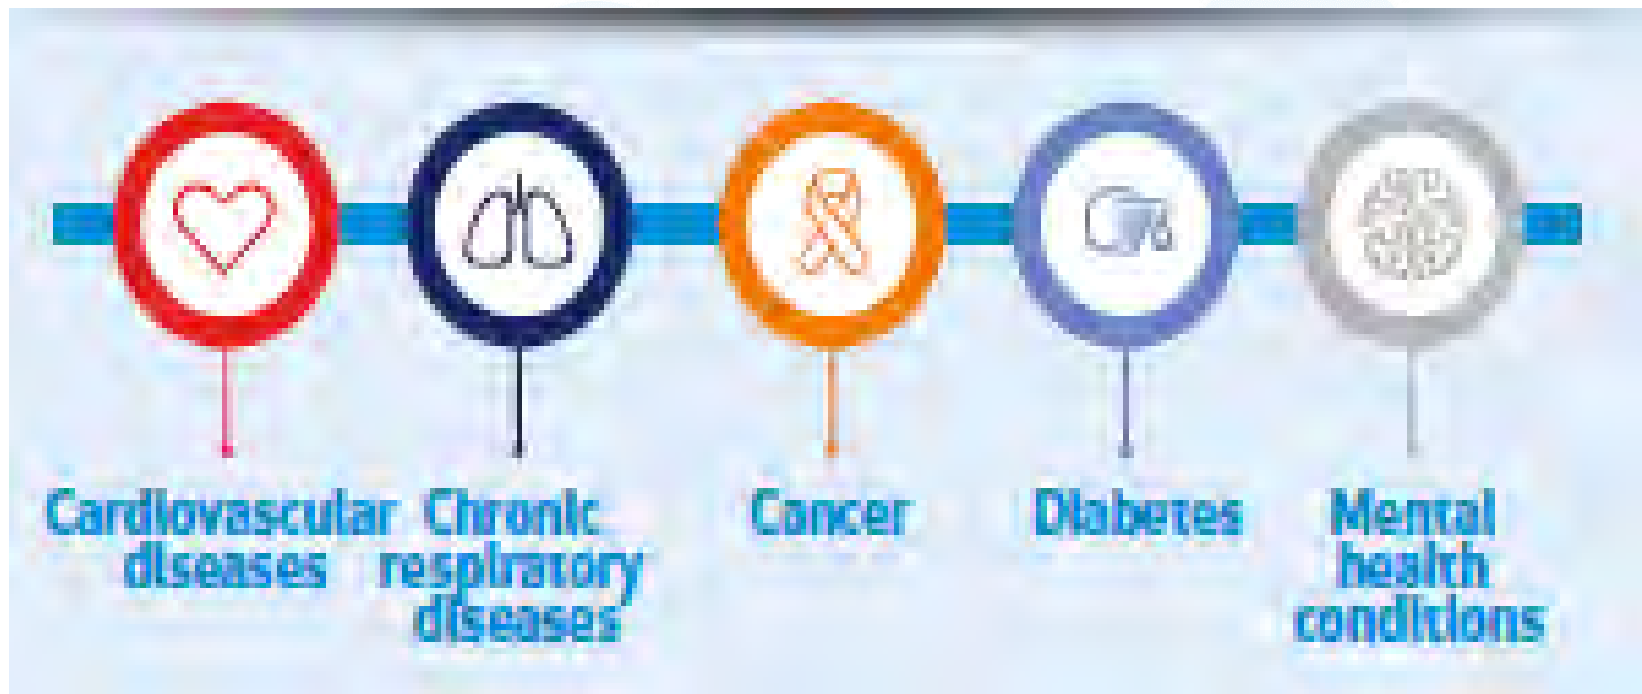 Cardiovascular
diseases
Chronic
respiratory
diseases
Cancer
Diabetes
Mental
health
conditions